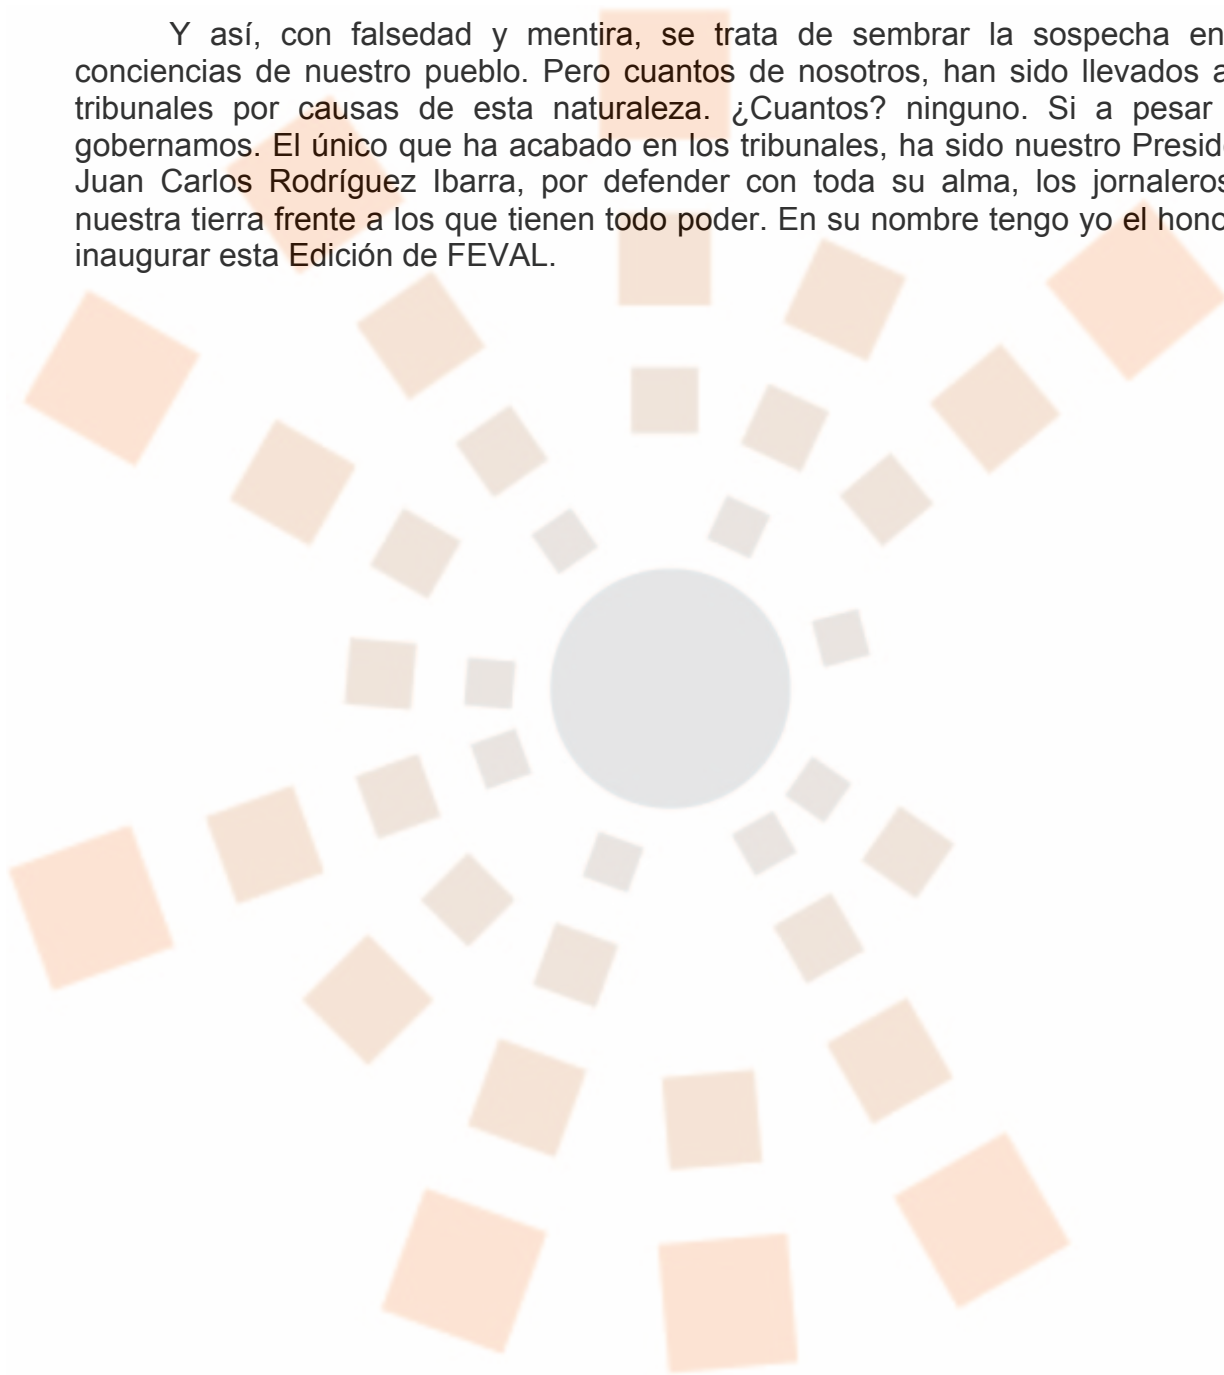 Y así, con falsedad y mentira, se trata de sembrar la sospecha en
conciencias de nuestro pueblo. Pero cuantos de nosotros, han sido llevados a
tribunales por causas de esta naturaleza. ¿Cuantos? ninguno. Si a pesar
gobernamos. El único que ha acabado en los tribunales, ha sido nuestro
Juan Carlos Rodríguez Ibarra, por defender con toda su alma, los jornaleros
nuestra tierra frente a los que tienen todo poder. En su nombre tengo yo el
inaugurar esta Edición de FEVAL.